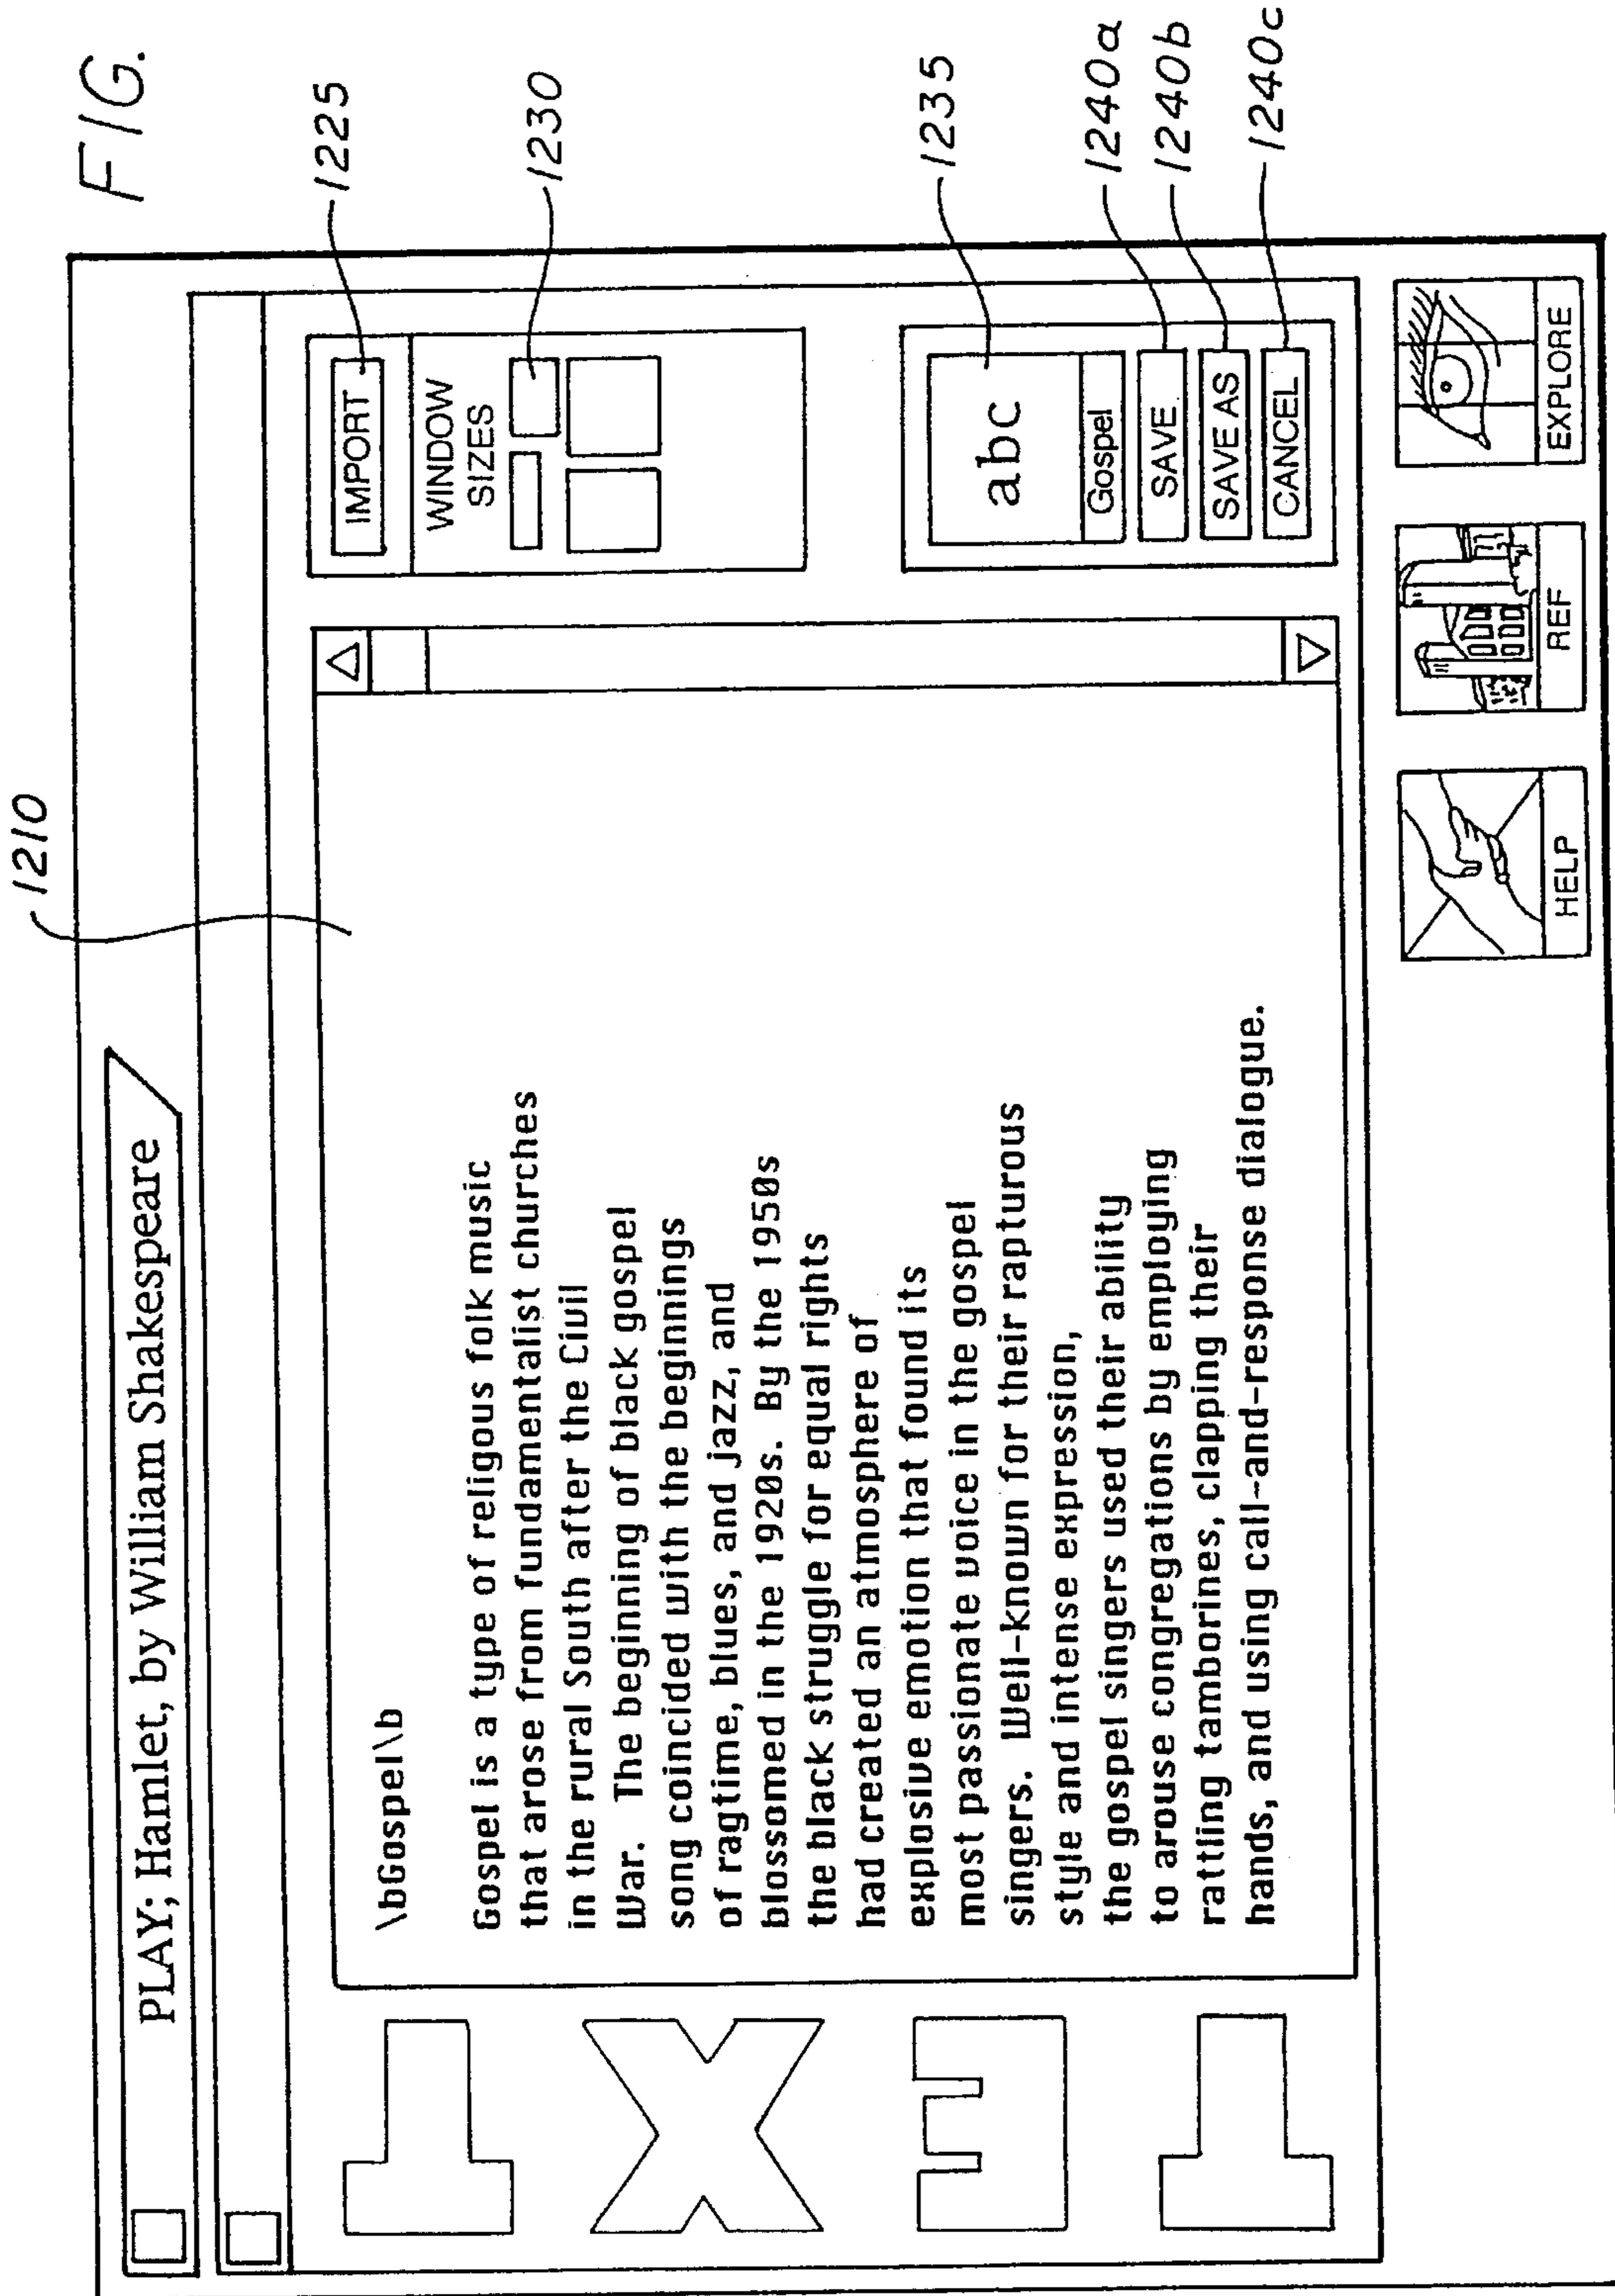 FIG.
1210
PLAY; Hamlet, by William Shakespeare
TEXT
\bGospel\b
Gospel is a type of religous folk music
that arose from fundamentalist churches
in the rural South after the Civil
War. The beginning of black gospel
song coincided with the beginnings
of ragtime, blues, and jazz, and
blossomed in the 1920s. By the 1950s
the black struggle for equal rights
had created an atmosphere of
explosive emotion that found its
most passionate voice in the gospel
singers. Well-known for their rapturous
style and intense expression,
the gospel singers used their ability
to arouse congregations by employing
rattling tamborines, clapping their
hands, and using call-and-response dialogue.
IMPORT
1225
WINDOW
SIZES
1230
abc
1235
Gospel
SAVE
1240a
SAVE AS
1240b
CANCEL
1240c
HELP
REF
EXPLORE